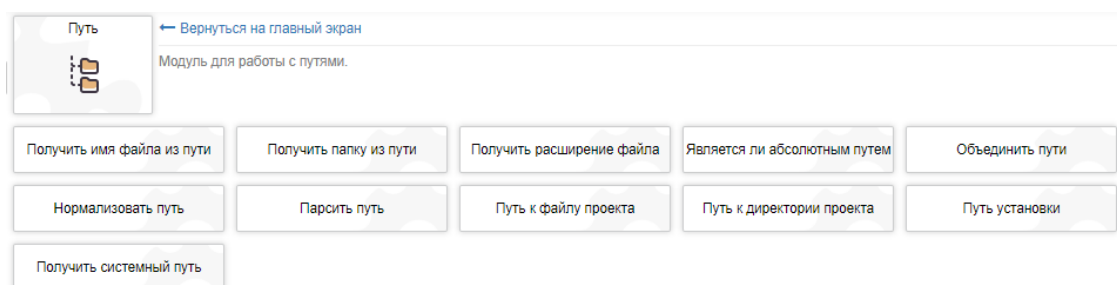 Путь
← Вернуться на главный экран
Модуль для работы с путями.
Получить имя файла из пути
Получить папку из пути
Получить расширение файла
Является ли абсолютным путем
Объединить пути
Нормализовать путь
Парсить путь
Путь к файлу проекта
Путь к директории проекта
Путь установки
Получить системный путь